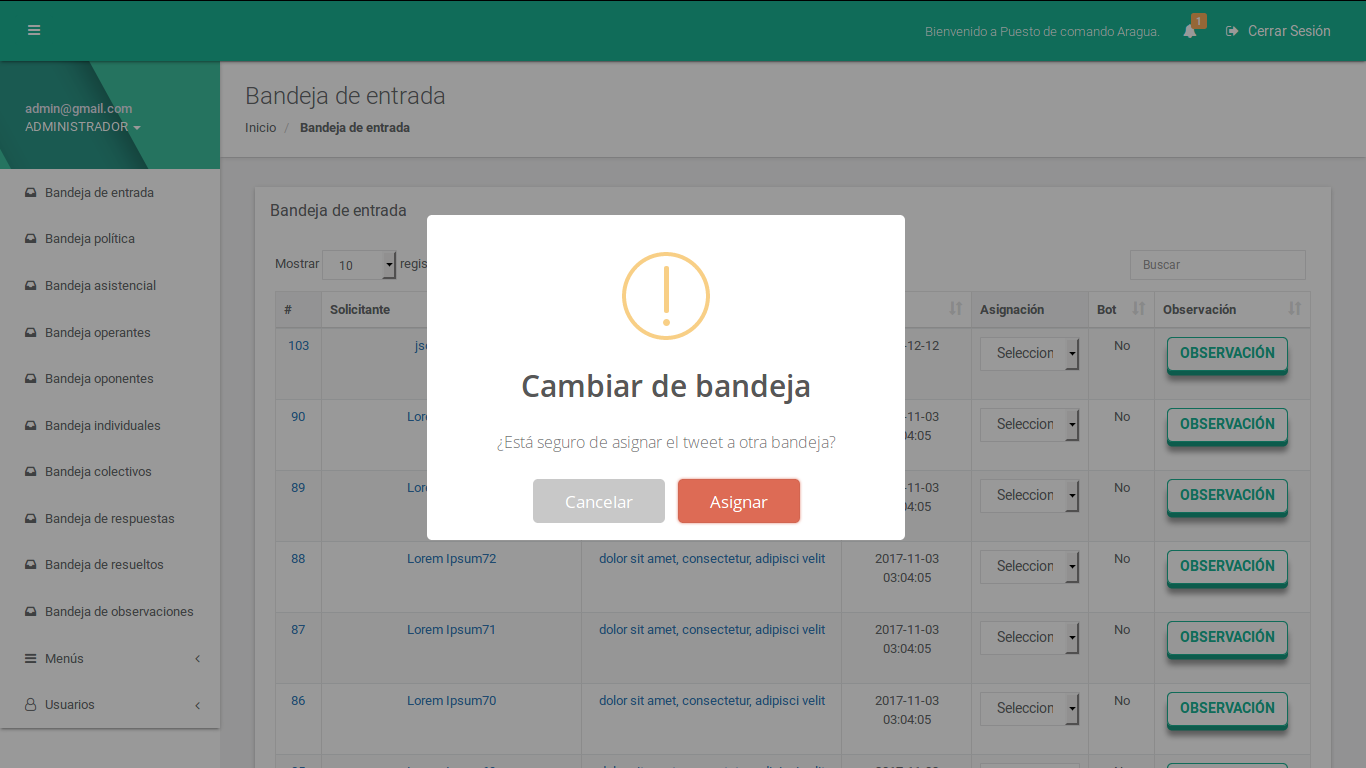 Bienvenido a Puesto de comando Aragua.
1
Cerrar Sesión
admin@gmail.com
ADMINISTRADOR
Bandeja de entrada
Bandeja política
Bandeja asistencial
Bandeja operantes
Bandeja oponentes
Bandeja individuales
Bandeja colectivos
Bandeja de respuestas
Bandeja de resueltos
Bandeja de observaciones
Menús
Usuarios
Bandeja de entrada
Inicio / Bandeja de entrada
Bandeja de entrada
Mostrar 10 regis
Buscar
# Solicitante Asignación Bot Observación
103 jso -12-12 Seleccion No OBSERVACIÓN
90 Lore 2017-11-03 Seleccion No OBSERVACIÓN
03:04:05
89 Lore 2017-11-03 Seleccion No OBSERVACIÓN
03:04:05
88 Lorem Ipsum72 dolor sit amet, consectetur, adipisci velit 2017-11-03 Seleccion No OBSERVACIÓN
03:04:05
87 Lorem Ipsum71 dolor sit amet, consectetur, adipisci velit 2017-11-03 Seleccion No OBSERVACIÓN
03:04:05
86 Lorem Ipsum70 dolor sit amet, consectetur, adipisci velit 2017-11-03 Seleccion No OBSERVACIÓN
03:04:05
Cambiar de bandeja
¿Está seguro de asignar el tweet a otra bandeja?
Cancelar
Asignar